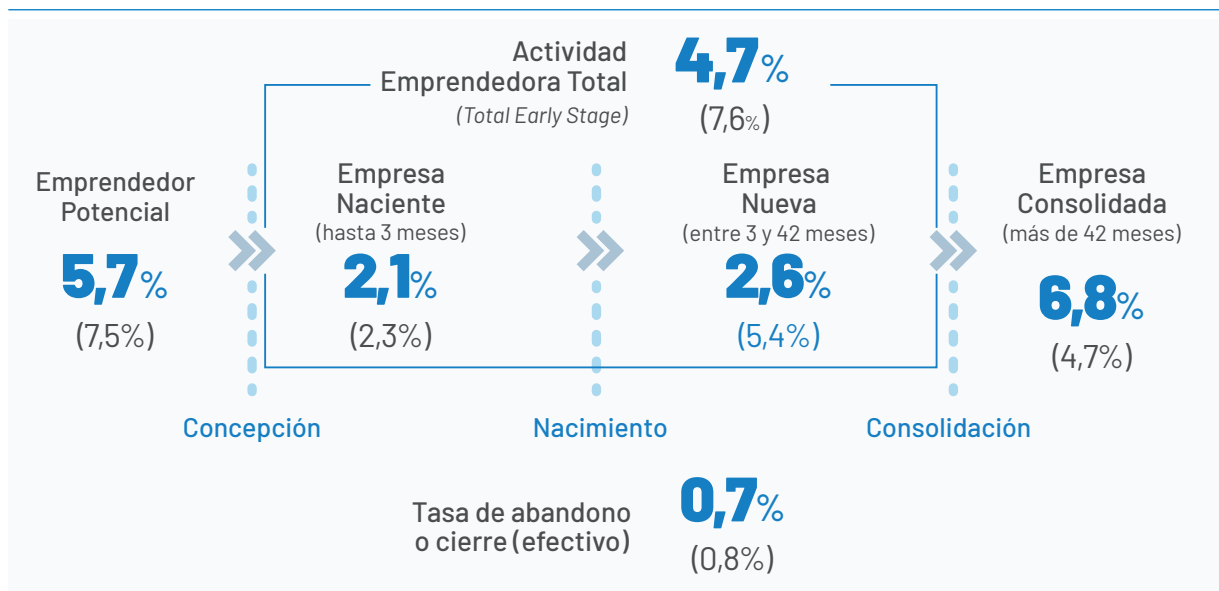 Actividad
Emprendedora Total
(Total Early Stage)
4,7%
(7,6%)
Emprendedor
Potencial
5,7%
(7,5%)
Empresa
Naciente
(hasta 3 meses)
2,1%
(2,3%)
Empresa
Nueva
(entre 3 y 42 meses)
2,6%
(5,4%)
Empresa
Consolidada
(más de 42 meses)
6,8%
(4,7%)
Concepción
Nacimiento
Consolidación
Tasa de abandono
o cierre (efectivo)
0,7%
(0,8%)